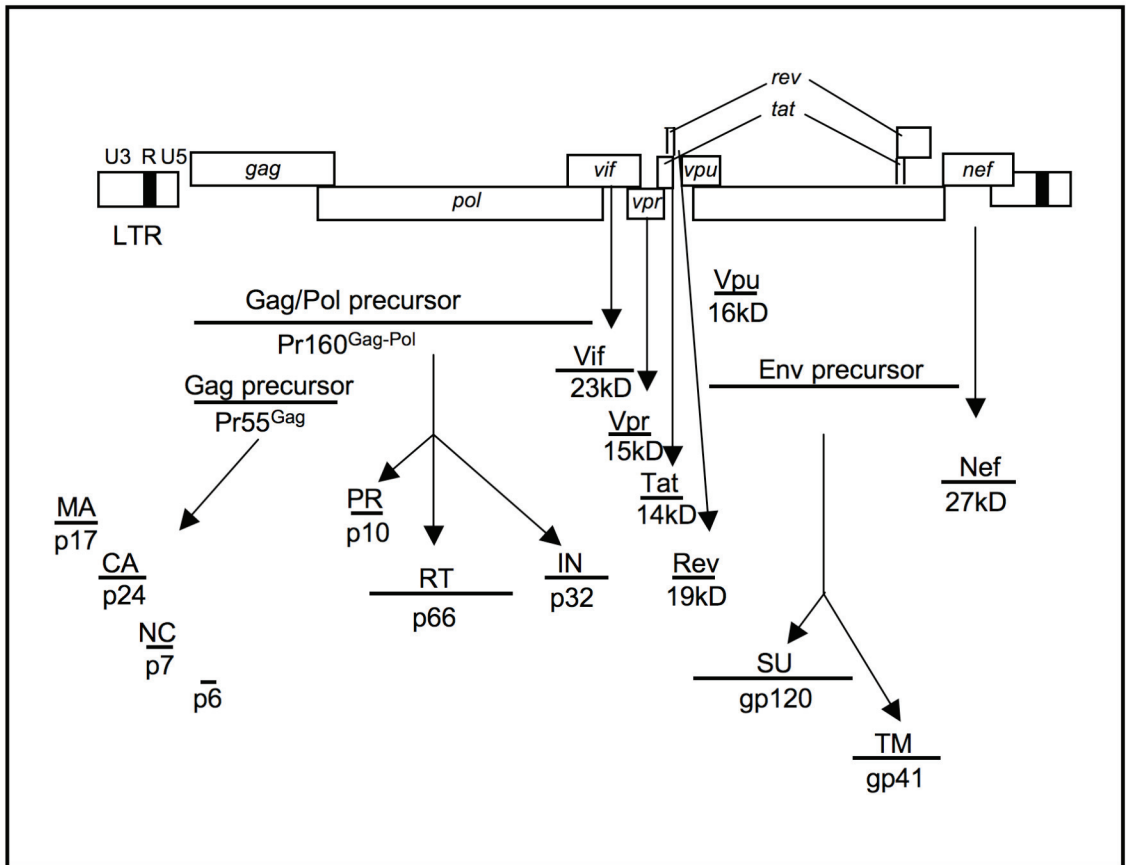 rev
tat
U3 R U5
gag
vif
vpu
nef
pol
vpr
LTR
Vpu
16kD
Gag/Pol precursor
Pr160Gag-Pol
Vif
23kD
Env precursor
Gag precursor
Pr55Gag
Vpr
15kD
Nef
27kD
Tat
14kD
PR
p10
MA
p17
CA
p24
RT
p66
IN
p32
Rev
19kD
NC
p7
p6
SU
gp120
TM
gp41